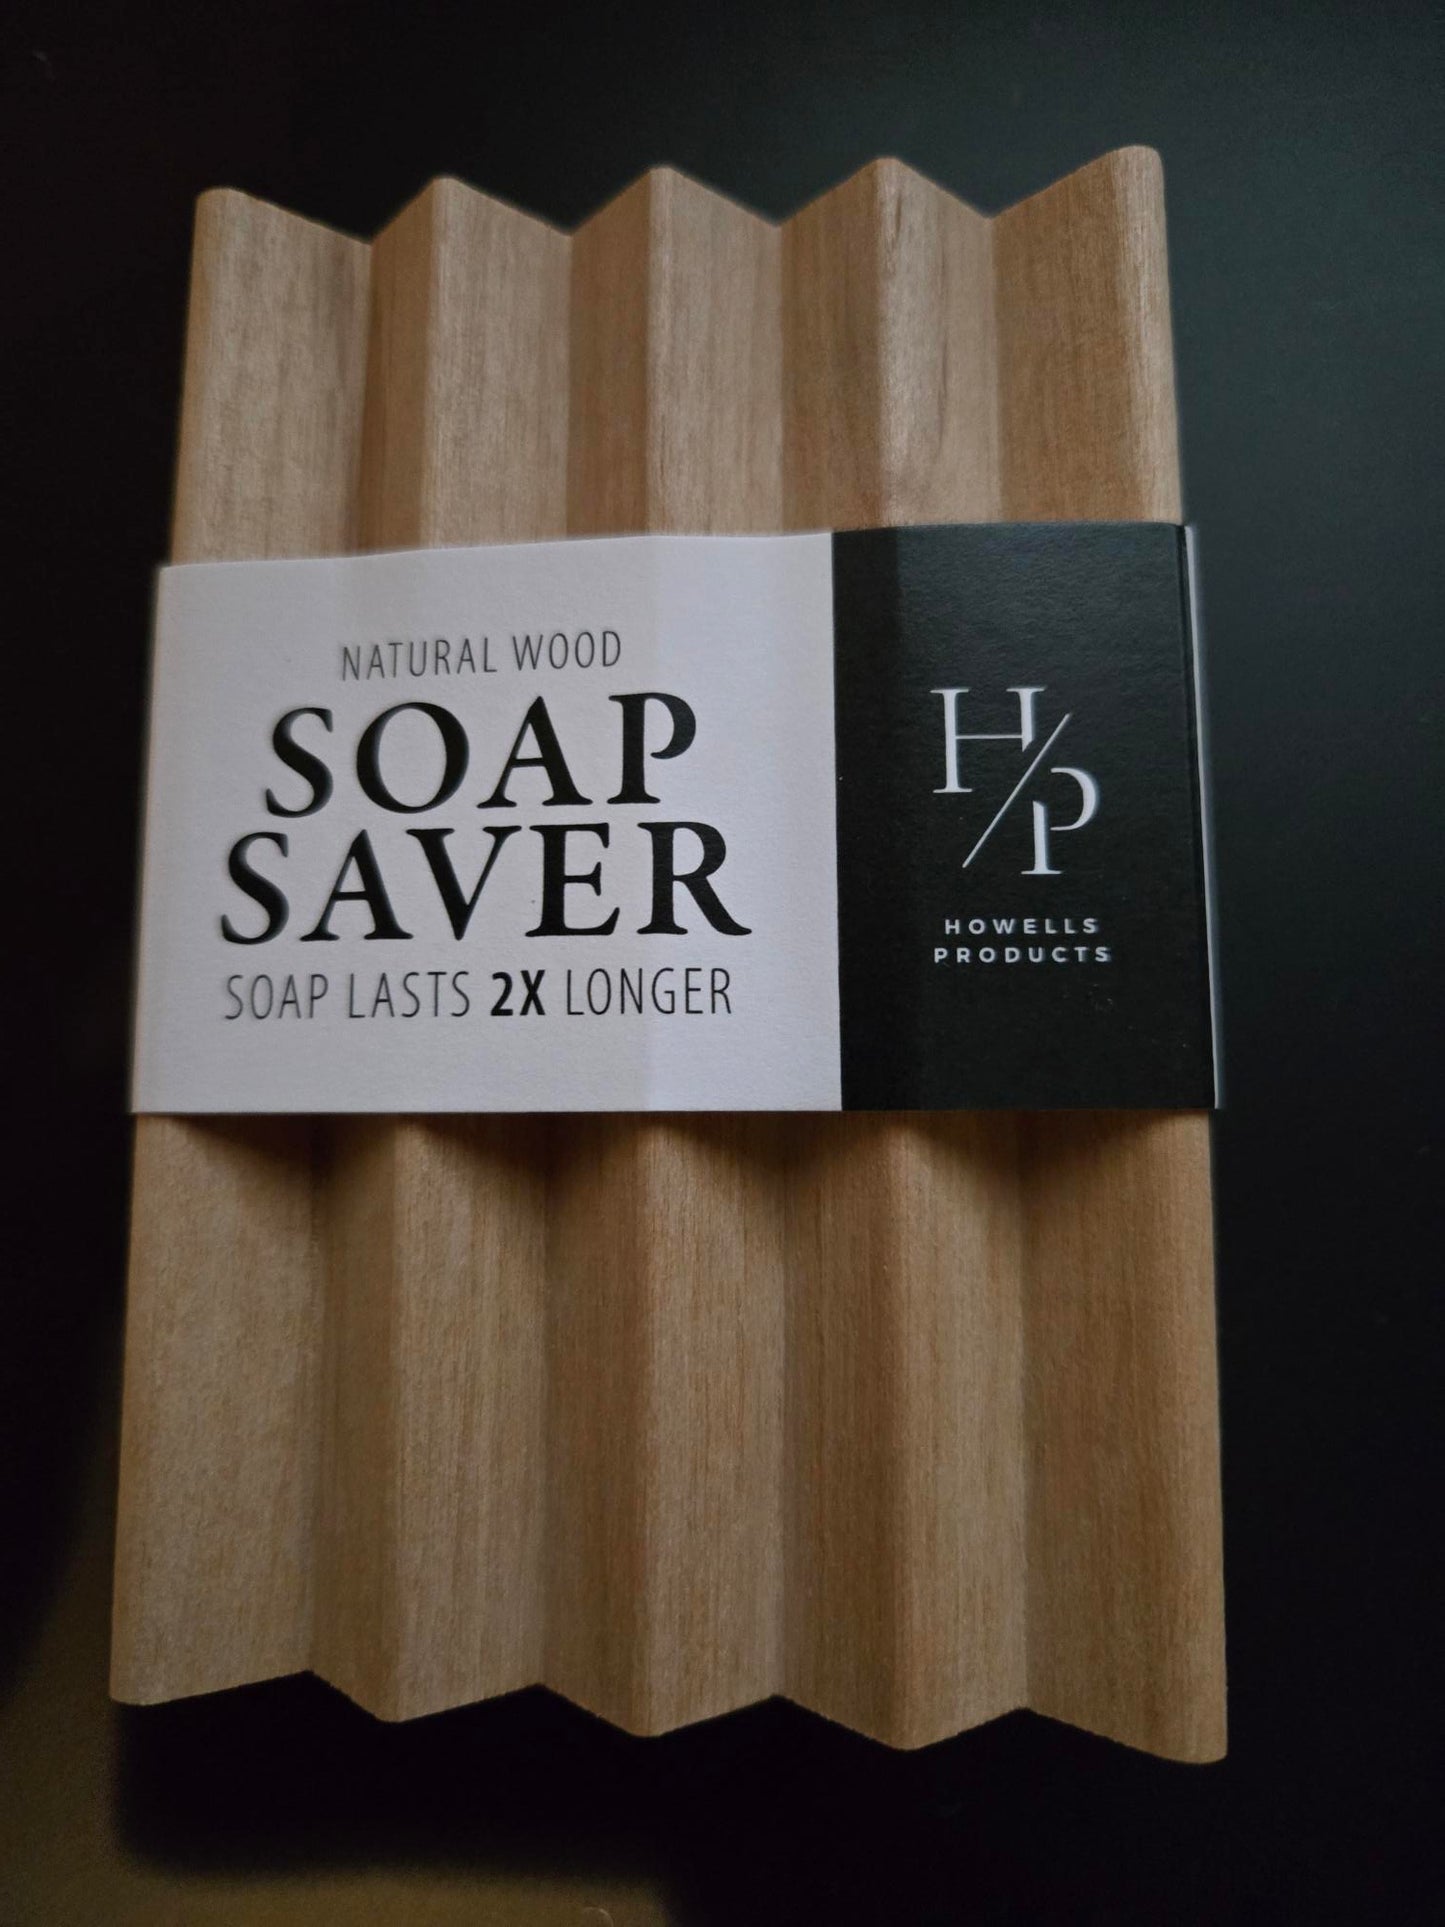 NATURAL WOOD
SOAP
SAVER
SOAP LASTS 2X LONGER
H/P
HOWELLS
PRODUCTS